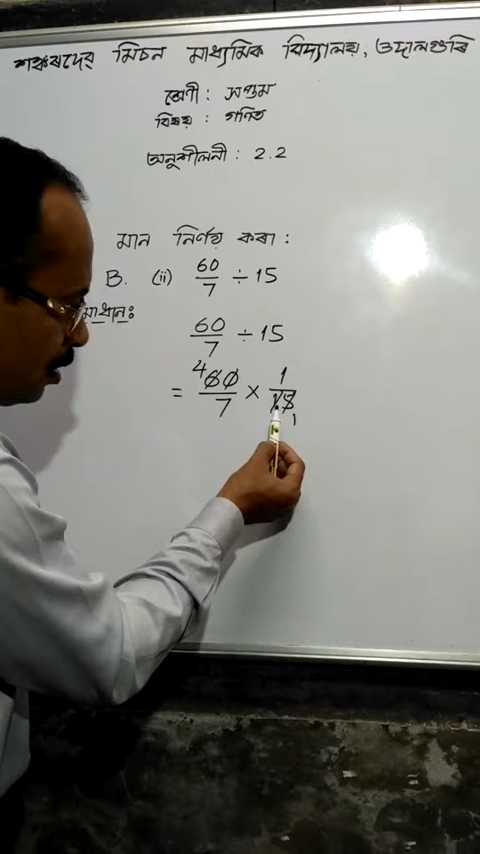 শঙ্কৰদেৱ মিচন মাধ্যমিক বিদ্যালয়, ওদালগুৰি
শ্ৰেণী : সপ্তম
বিষয় : গণিত
অনুশীলনী : 2.2
মান নিৰ্ণয় কৰা :
B. (ii) 60/7 ÷ 15
মাধান:
60/7 ÷ 15
= 4 60/7 × 1/15 1